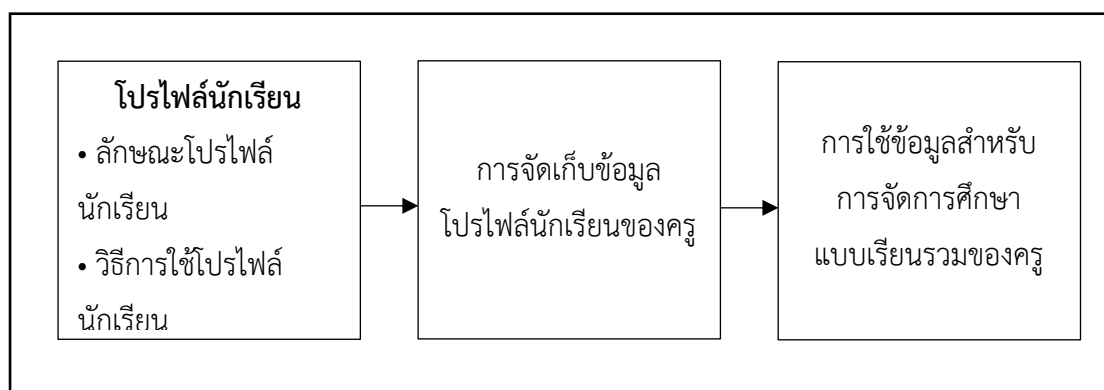 โปรไฟล์นักเรียน
• ลักษณะโปรไฟล์
นักเรียน
• วิธีการใช้โปรไฟล์
นักเรียน
การจัดเก็บข้อมูล
โปรไฟล์นักเรียนของครู
การใช้ข้อมูลสำหรับ
การจัดการศึกษา
แบบเรียนรวมของครู